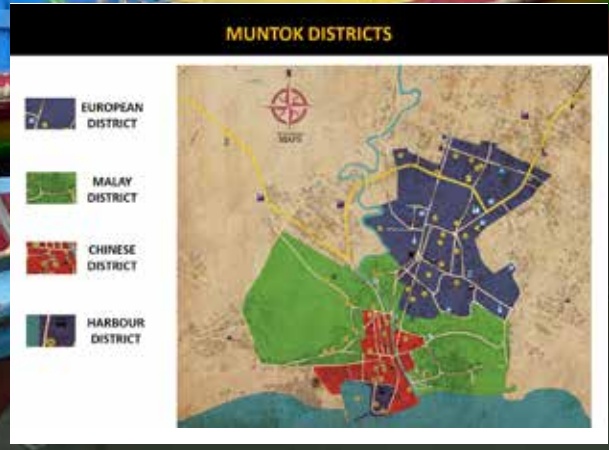 MUNTOK DISTRICTS
EUROPEAN
DISTRICT
MALAY
DISTRICT
CHINESE
DISTRICT
HARBOUR
DISTRICT